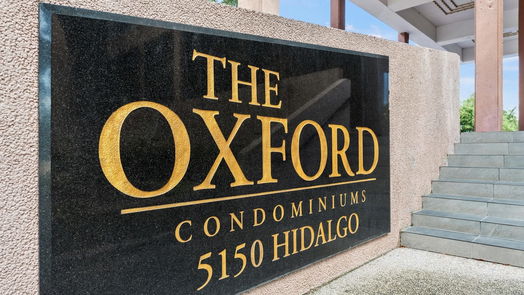 THE
OXFORD
CONDOMINIUMS
5150 HIDALGO